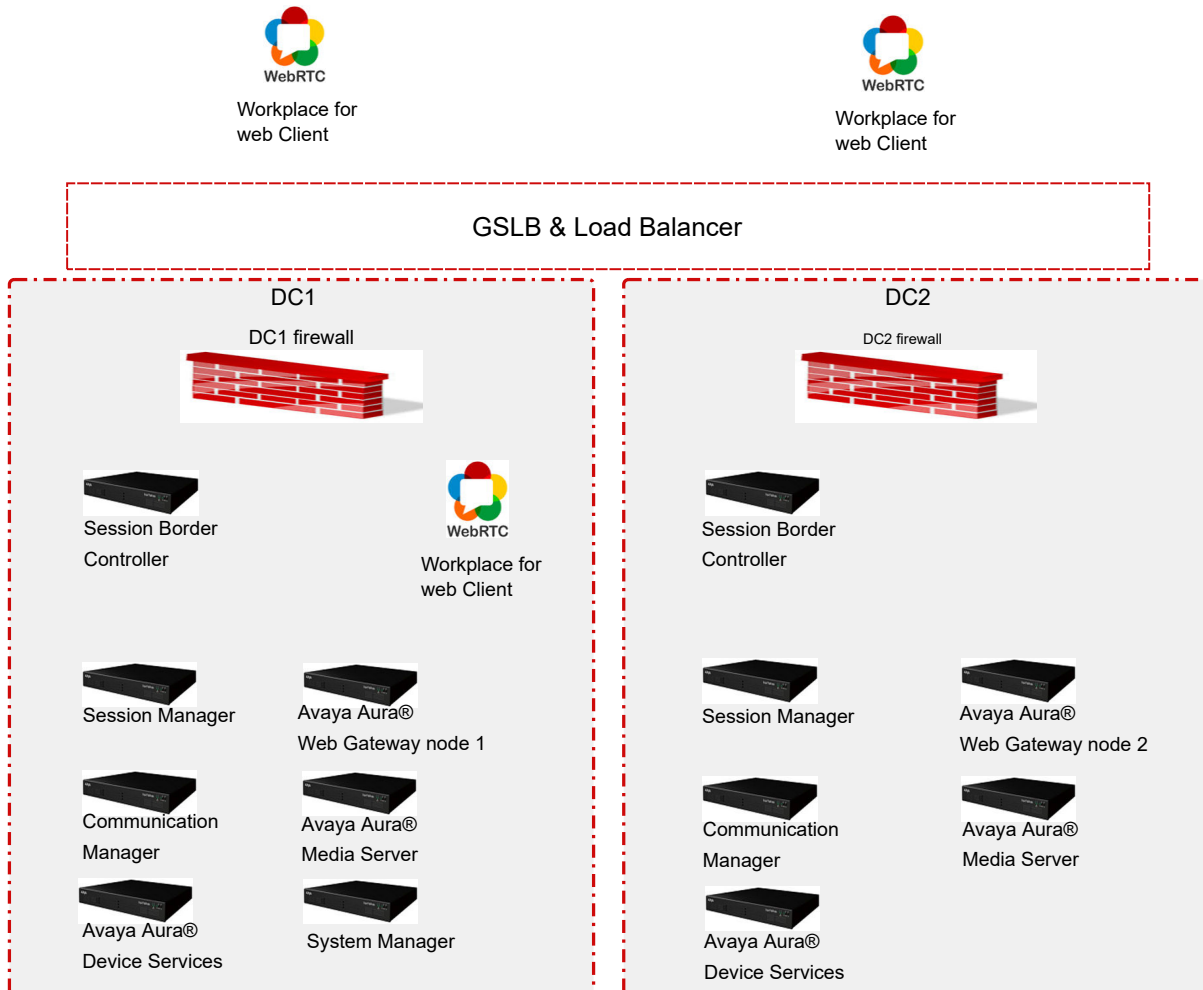 WebRTC
Workplace for
web Client
WebRTC
Workplace for
web Client
GSLB & Load Balancer
DC1
DC1 firewall
Session Border
Controller
WebRTC
Workplace for
web Client
Session Manager
Avaya Aura®
Web Gateway node 1
Communication
Manager
Avaya Aura®
Media Server
Avaya Aura®
Device Services
System Manager
DC2
DC2 firewall
Session Border
Controller
Session Manager
Avaya Aura®
Web Gateway node 2
Communication
Manager
Avaya Aura®
Media Server
Avaya Aura®
Device Services